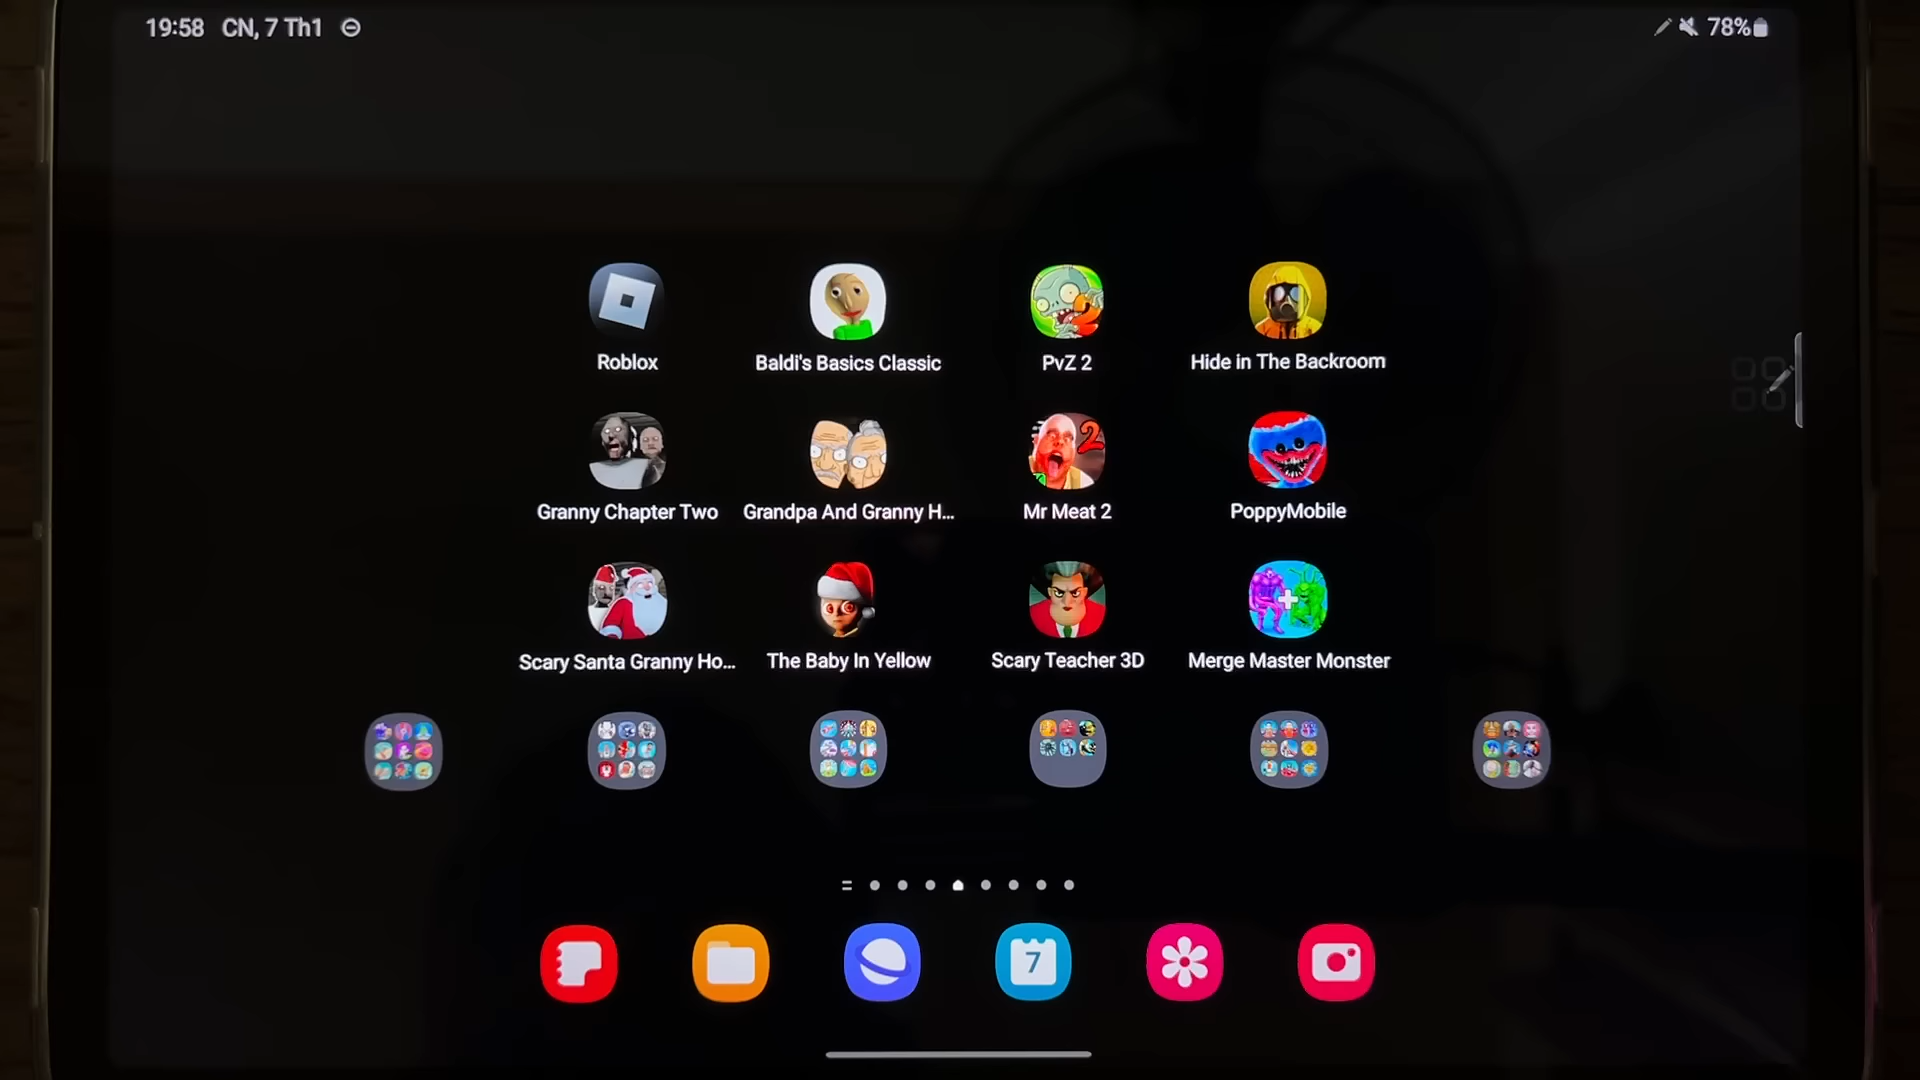 19:58 CN, 7 Th1 78%
Roblox Baldi's Basics Classic PvZ 2 Hide in The Backroom
2
Granny Chapter Two Grandpa And Granny H... Mr Meat 2 PoppyMobile
Scary Santa Granny Ho... The Baby In Yellow Scary Teacher 3D Merge Master Monster
7